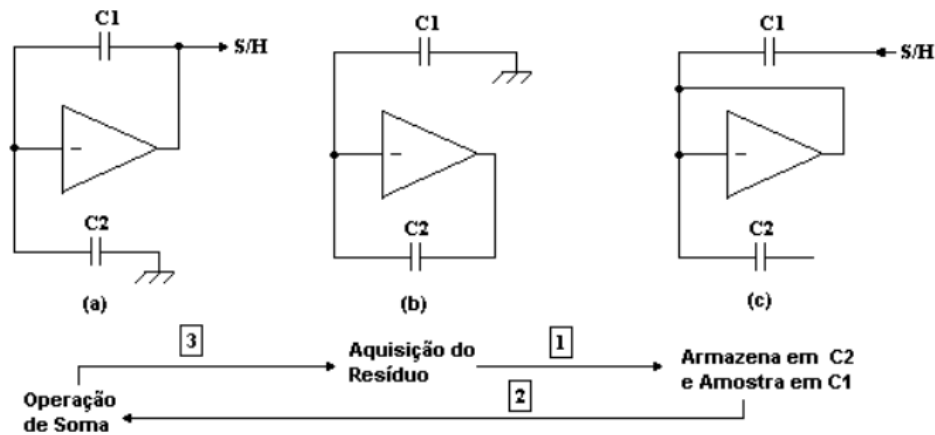 C1
S/H
C2
(a)
C1
C2
(b)
C1
S/H
C2
(c)
3
Aquisição do
Resíduo
1
Armazena em C2
e Amostra em C1
2
Operação
de Soma